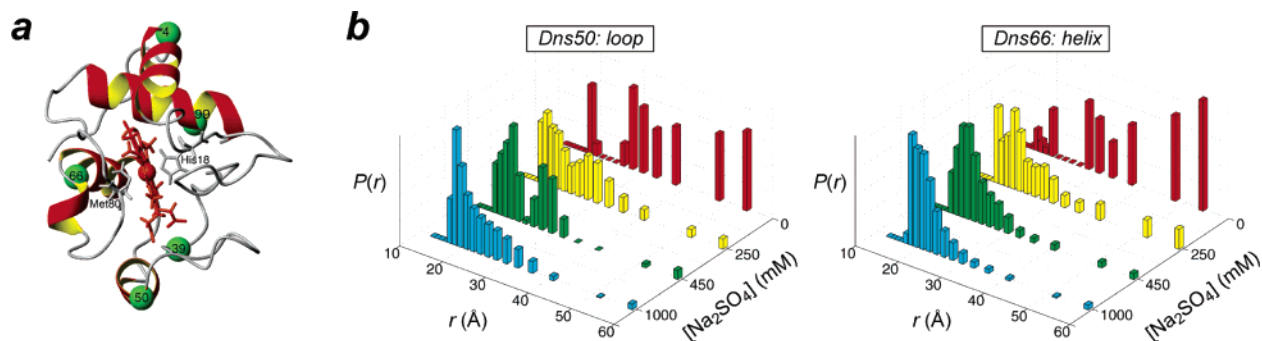 a
4
99
His18
66
Met80
39
50
b
Dns50: loop
P(r)
10
20
30
40
50
60
r (Å)
0
250
450
1000
[Na₂SO₄] (mM)
Dns66: helix
P(r)
10
20
30
40
50
60
r (Å)
0
250
450
1000
[Na₂SO₄] (mM)